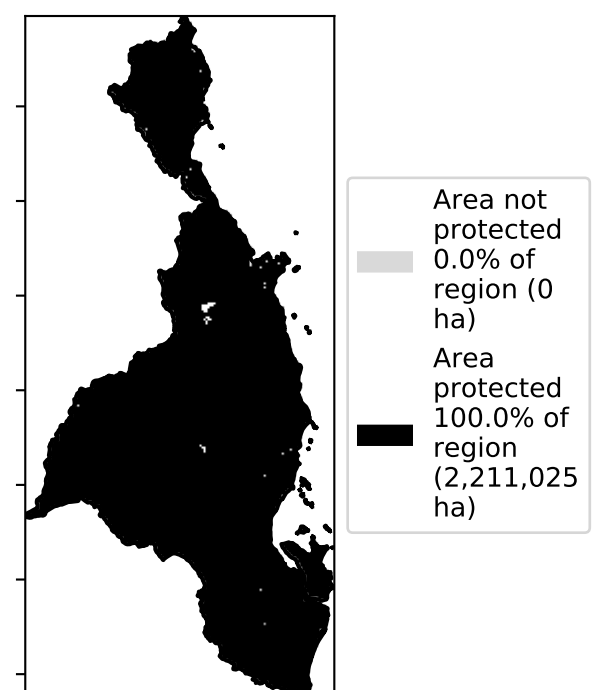 Area not
protected
0.0% of
region (0
ha)
Area
protected
100.0% of
region
(2,211,025
ha)